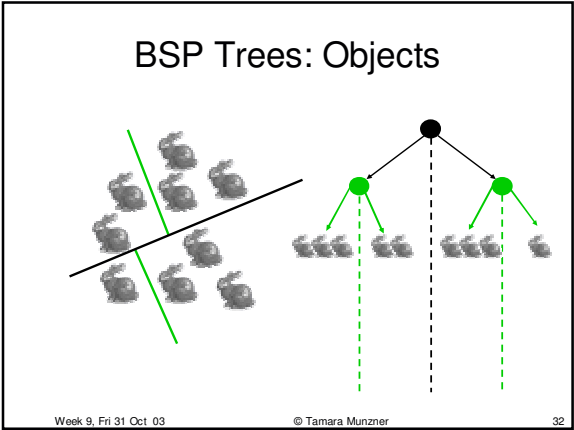 BSP Trees: Objects
Week 9, Fri 31 Oct 03
© Tamara Munzner
32